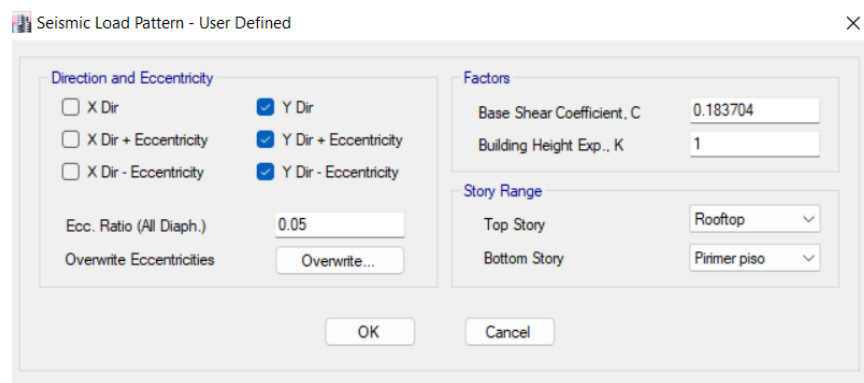 Seismic Load Pattern - User Defined
Direction and Eccentricity
X Dir
Y Dir
X Dir + Eccentricity
Y Dir + Eccentricity
X Dir - Eccentricity
Y Dir - Eccentricity
Ecc. Ratio (All Diaph.)
0.05
Overwrite Eccentricities
Overwrite...
Factors
Base Shear Coefficient, C
0.183704
Building Height Exp., K
1
Story Range
Top Story
Rooftop
Bottom Story
Pirimer piso
OK
Cancel